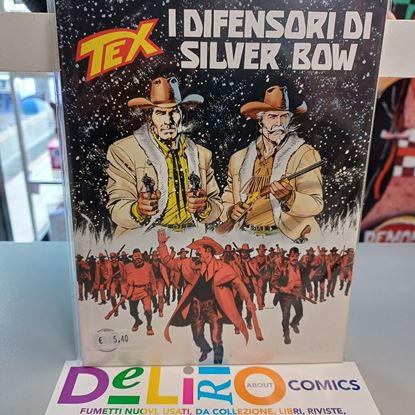 TEX
I DIFENSORI DI
SILVER BOW
€ 5,40
DeLiRiO
ABOUT
COMICS
FUMETTI NUOVI, USATI, DA COLLEZIONE, LIBRI, RIVISTE,